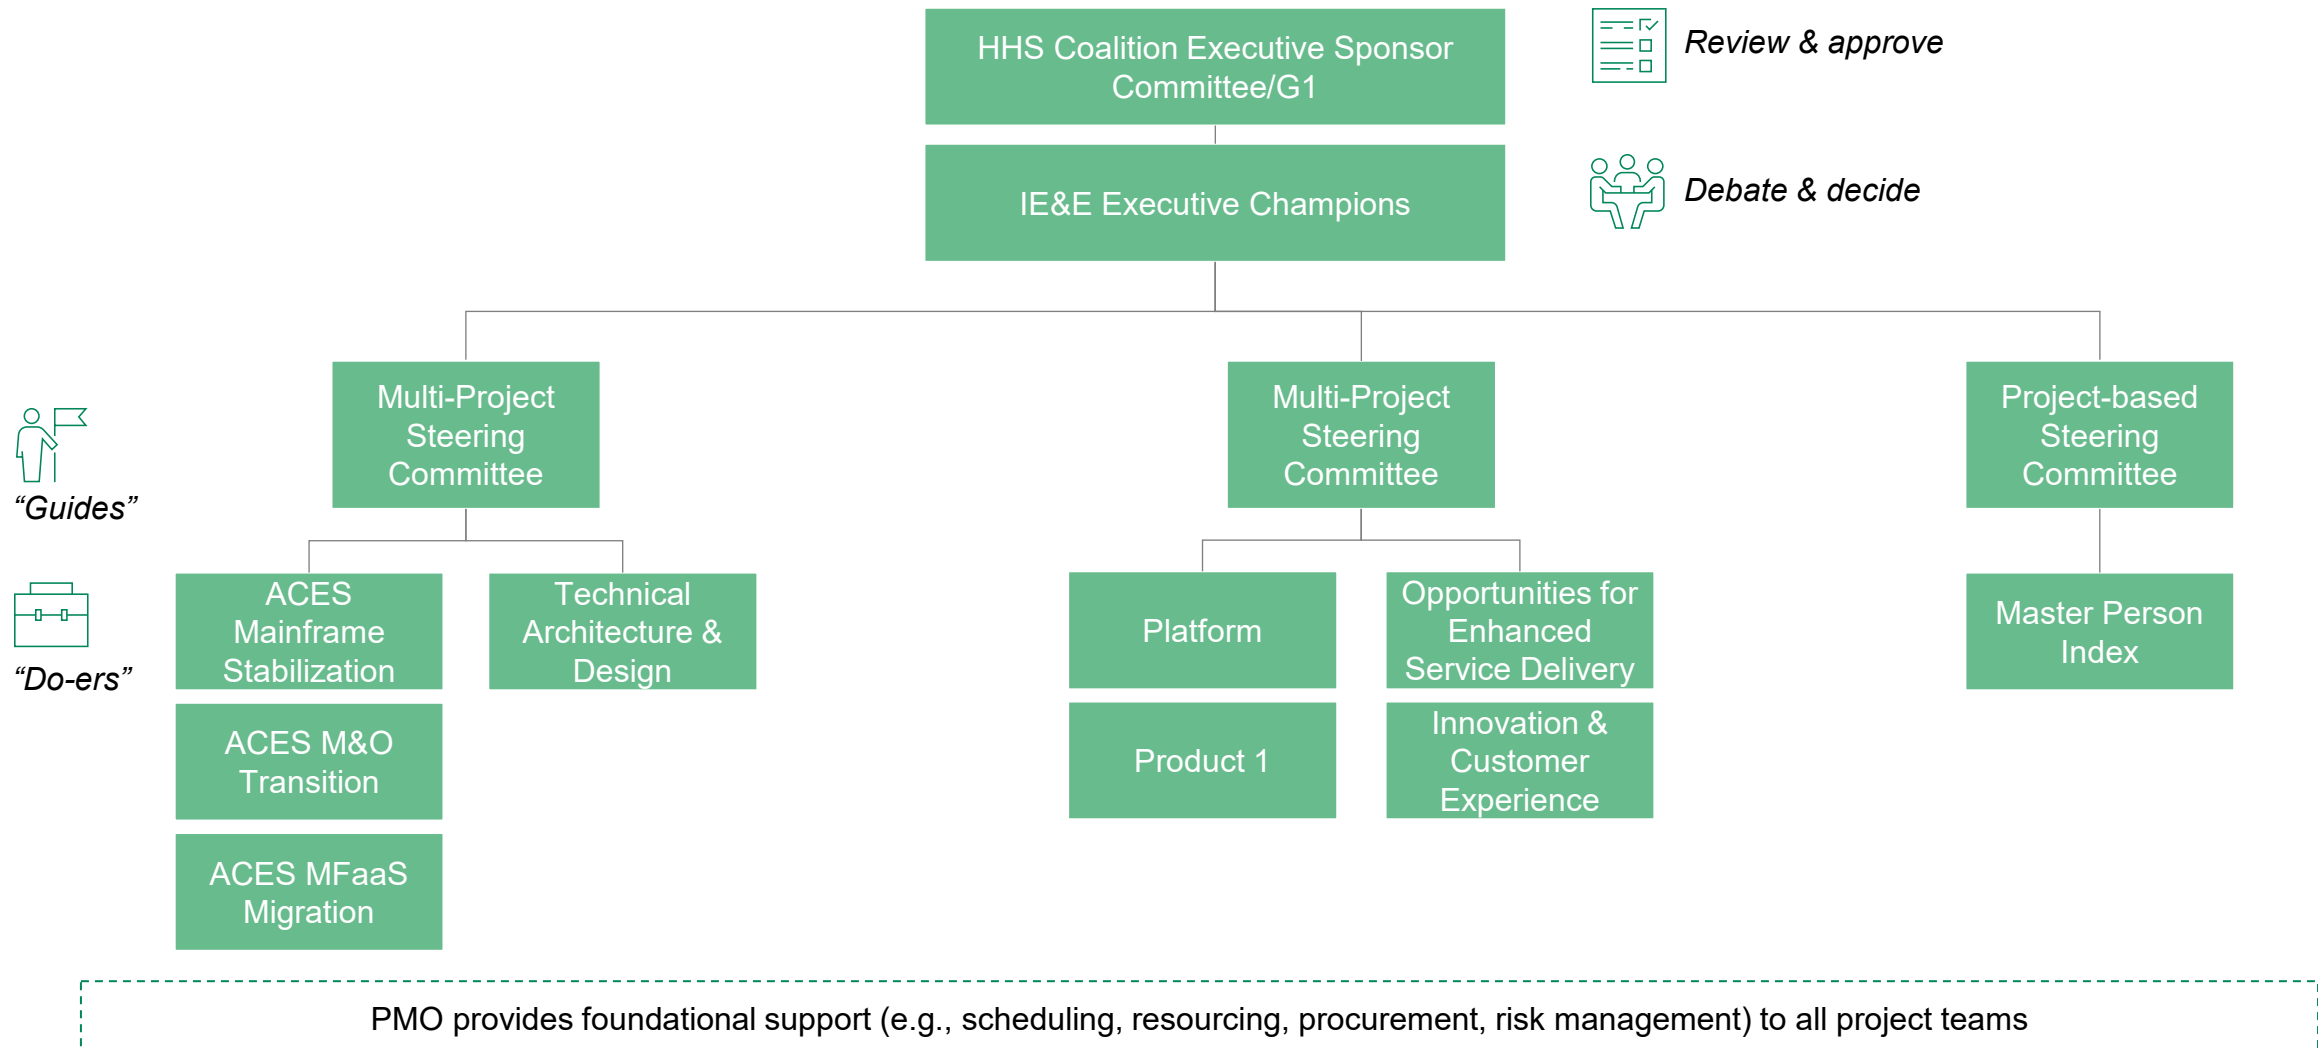 HHS Coalition Executive Sponsor
Committee/G1
Review & approve
IE&E Executive Champions
Debate & decide
“Guides”
Multi-Project
Steering
Committee
Multi-Project
Steering
Committee
Project-based
Steering
Committee
“Do-ers”
ACES
Mainframe
Stabilization
Technical
Architecture &
Design
Platform
Opportunities for
Enhanced
Service Delivery
Master Person
Index
ACES M&O
Transition
Product 1
Innovation &
Customer
Experience
ACES MFaaS
Migration
PMO provides foundational support (e.g., scheduling, resourcing, procurement, risk management) to all project teams